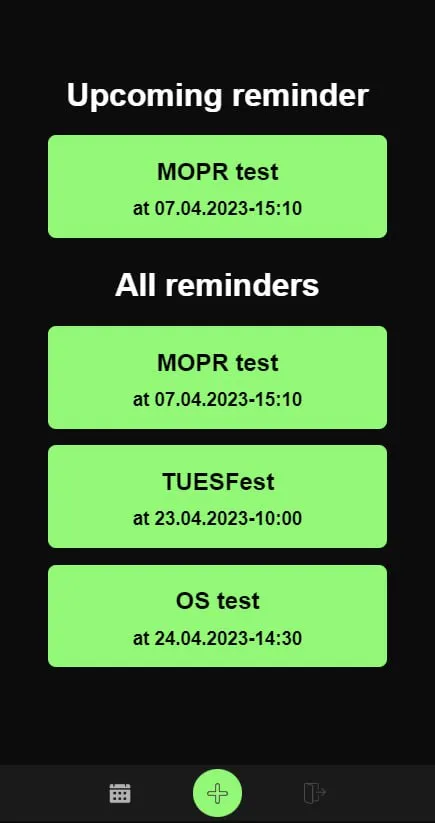 Upcoming reminder
MOPR test
at 07.04.2023-15:10
All reminders
MOPR test
at 07.04.2023-15:10
TUESFest
at 23.04.2023-10:00
OS test
at 24.04.2023-14:30